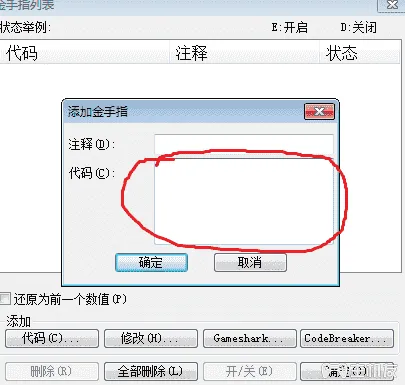 金手指列表
状态举例: E:开启 D:关闭
代码 注释 状态
添加金手指
注释(D):
代码(C):
确定 取消
还原为前一个数值(P)
添加
代码(C)... 修改(M)... Gameshark... CodeBreaker...
删除(R) 全部删除(L) 开/关(E)